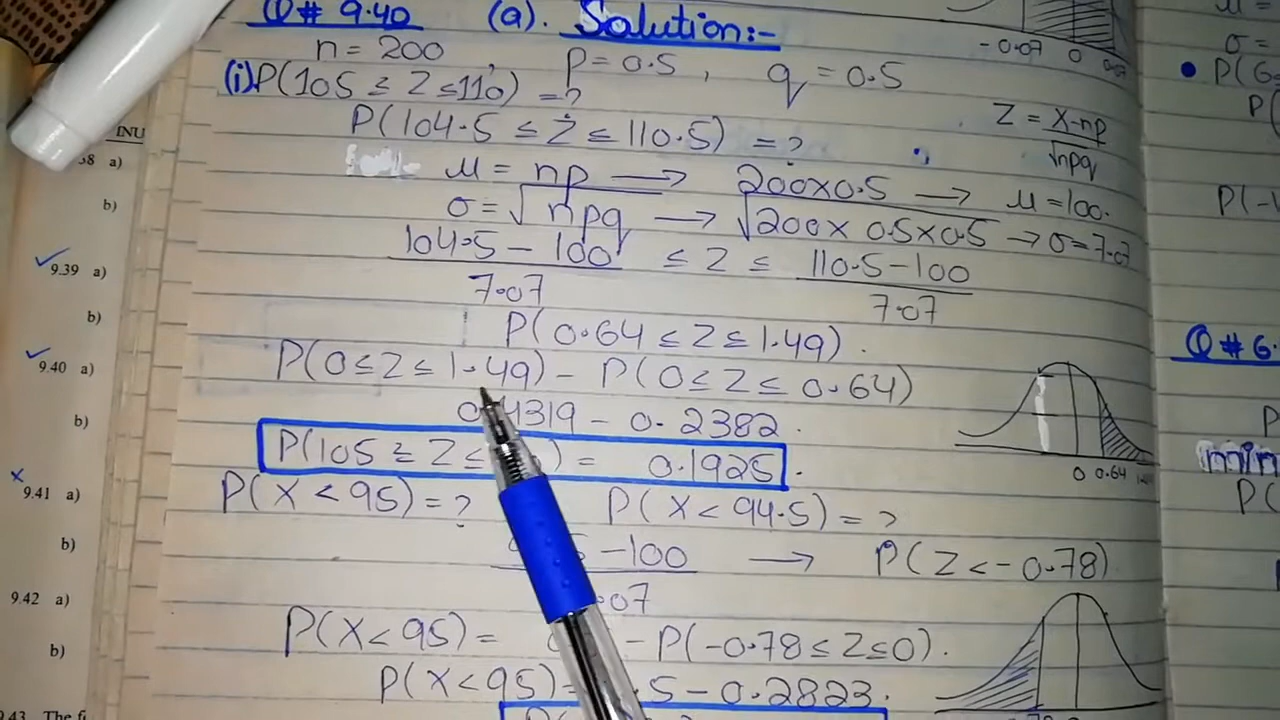 Q # 9.40 (a). Solution:-
n = 200 p = 0.5 , q = 0.5
(i) P(105 ≤ Z ≤ 110) = ?
P(104.5 ≤ Z ≤ 110.5) = ?
Z = X-np / √npq
μ = np → 200×0.5 → μ = 100.
σ = √npq → √200×0.5×0.5 → σ = 7.07
104.5 - 100 / 7.07 ≤ Z ≤ 110.5 - 100 / 7.07
P(0.64 ≤ Z ≤ 1.49).
P(0 ≤ Z ≤ 1.49) - P(0 ≤ Z ≤ 0.64)
4319 - 0.2382.
P(105 ≥ Z ≤ ) = 0.1925.
P(X < 95) = ? P(X < 94.5) = ?
-100 / .07 → P(Z < -0.78)
P(X < 95) = - P(-0.78 ≤ Z ≤ 0).
P(X < 95) = .5 - 0.2823.
-0.07 0
0 0.64
INU
38 a)
b)
9.39 a)
b)
9.40 a)
b)
9.41 a)
b)
9.42 a)
b)
9.43 The
σ =
P(
P(-
Q # 6.
P(